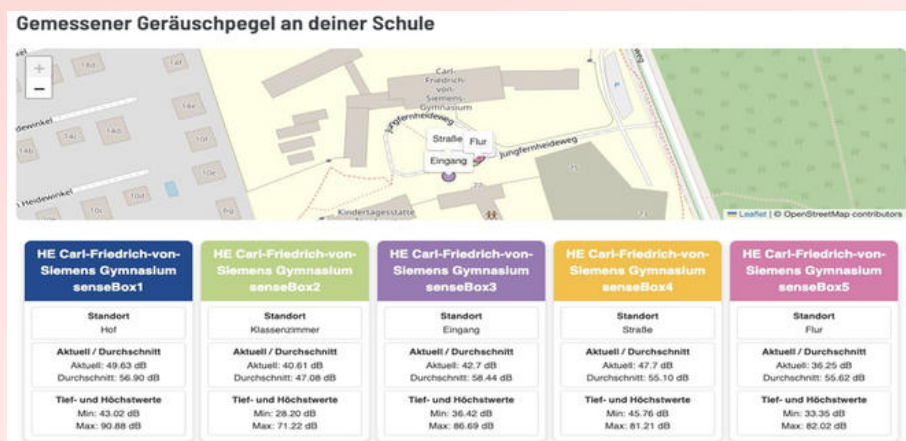 Gemessener Geräuschpegel an deiner Schule
+
−
Carl-
Friedrich-
von-
Siemens-
Gymnasium
Jungfernheideweg
Straße
Flur
Eingang
Jungfernheideweg
weg
P
Heidewinkel
14b
14d
10f
10e
10c
10d
Kindertagesstätte
Leaflet | © OpenStreetMap contributors
HE Carl-Friedrich-von-
Siemens Gymnasium
senseBox1
Standort
Hof
Aktuell / Durchschnitt
Aktuell: 49.63 dB
Durchschnitt: 56.90 dB
Tief- und Höchstwerte
Min: 43.02 dB
Max: 90.88 dB
HE Carl-Friedrich-von-
Siemens Gymnasium
senseBox2
Standort
Klassenzimmer
Aktuell / Durchschnitt
Aktuell: 40.61 dB
Durchschnitt: 47.08 dB
Tief- und Höchstwerte
Min: 28.20 dB
Max: 71.22 dB
HE Carl-Friedrich-von-
Siemens Gymnasium
senseBox3
Standort
Eingang
Aktuell / Durchschnitt
Aktuell: 42.7 dB
Durchschnitt: 58.44 dB
Tief- und Höchstwerte
Min: 36.42 dB
Max: 86.69 dB
HE Carl-Friedrich-von-
Siemens Gymnasium
senseBox4
Standort
Straße
Aktuell / Durchschnitt
Aktuell: 47.7 dB
Durchschnitt: 55.10 dB
Tief- und Höchstwerte
Min: 45.76 dB
Max: 81.21 dB
HE Carl-Friedrich-von-
Siemens Gymnasium
senseBox5
Standort
Flur
Aktuell / Durchschnitt
Aktuell: 36.25 dB
Durchschnitt: 55.62 dB
Tief- und Höchstwerte
Min: 33.35 dB
Max: 82.02 dB